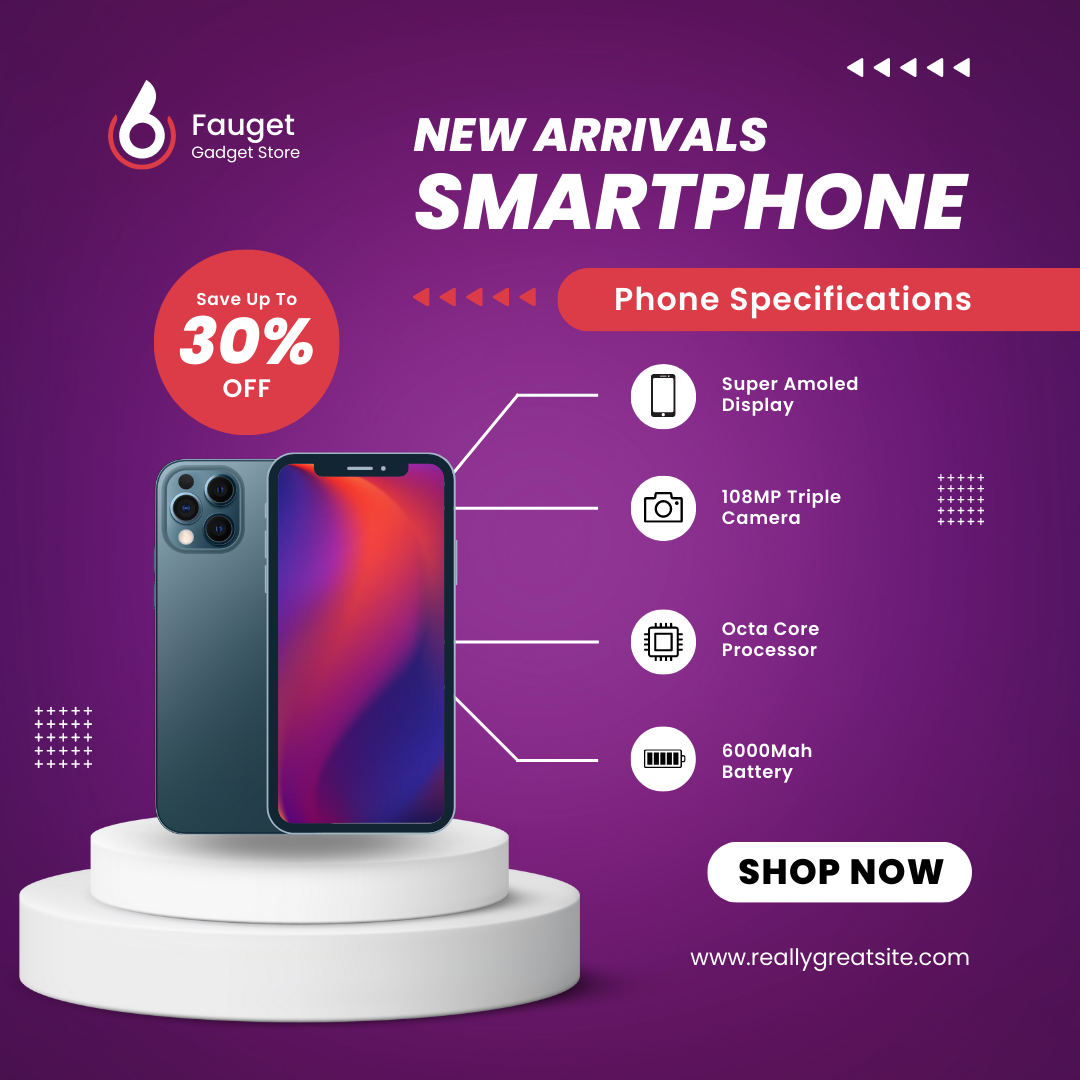 Fauget
Gadget Store
NEW ARRIVALS
SMARTPHONE
Save Up To
30%
OFF
Phone Specifications
Super Amoled
Display
108MP Triple
Camera
Octa Core
Processor
6000Mah
Battery
SHOP NOW
www.reallygreatsite.com